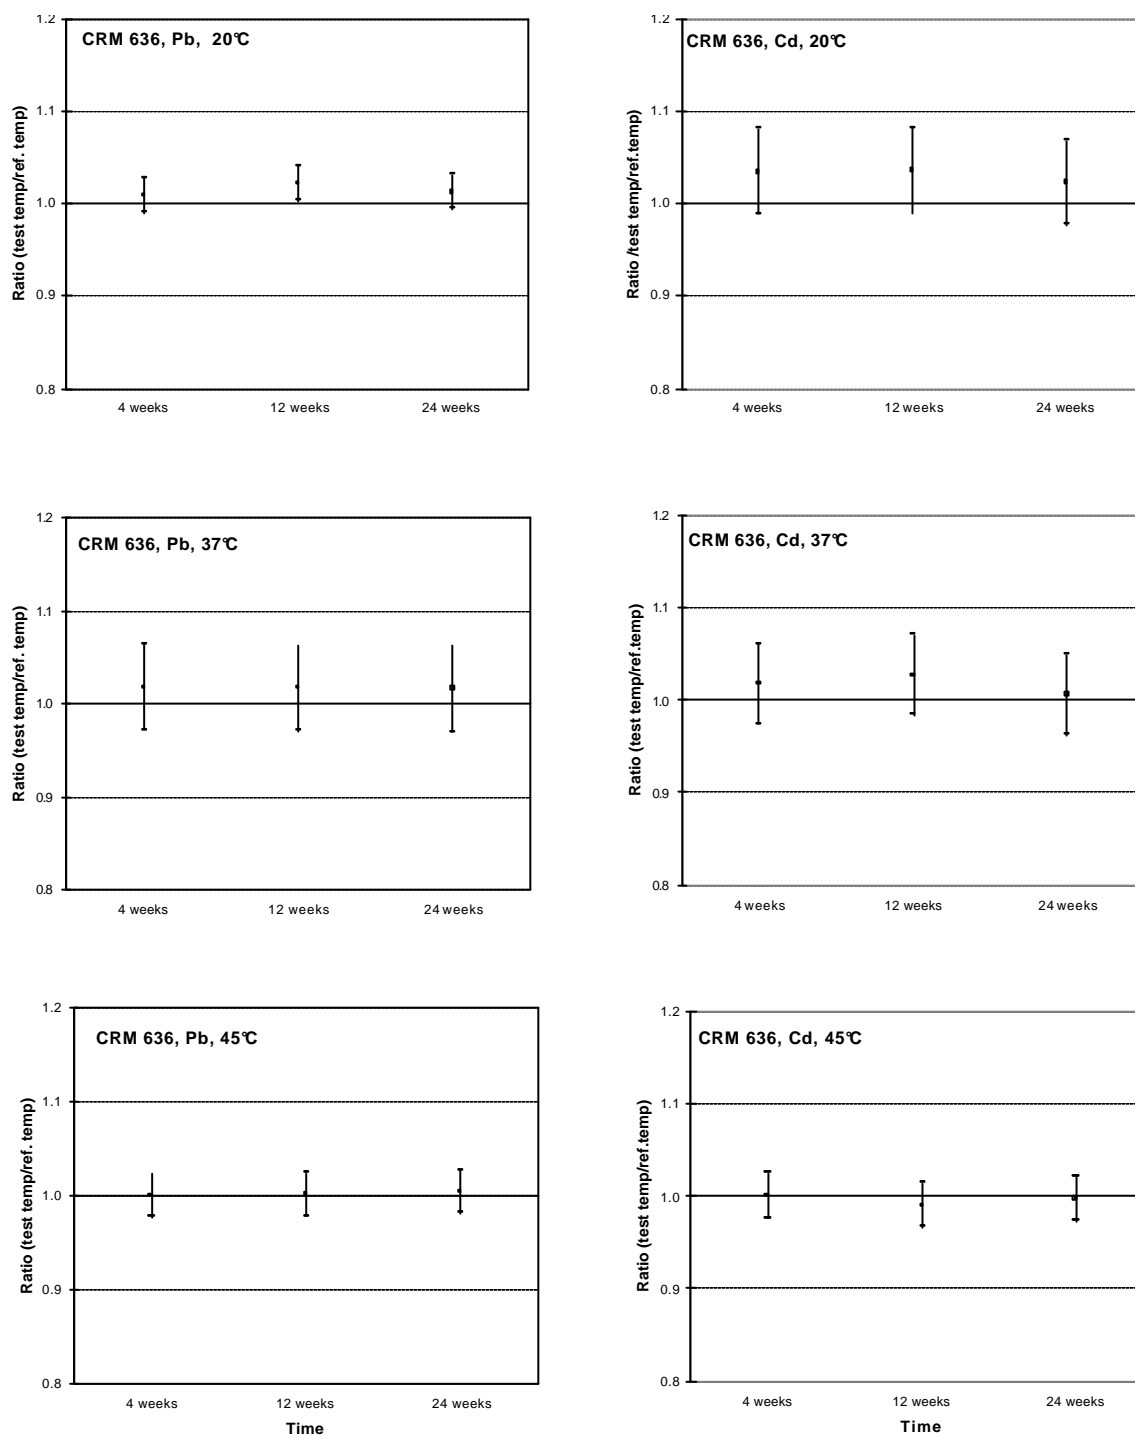 CRM 636, Pb, 20°C
Ratio (test temp/ref. temp)
1.2
1.1
1.0
0.9
0.8
4 weeks 12 weeks 24 weeks
CRM 636, Cd, 20°C
Ratio /test temp/ref.temp)
1.2
1.1
1.0
0.9
0.8
4 weeks 12 weeks 24 weeks
CRM 636, Pb, 37°C
Ratio (test temp/ref. temp)
1.2
1.1
1.0
0.9
0.8
4 weeks 12 weeks 24 weeks
CRM 636, Cd, 37°C
Ratio (test temp/ref.temp)
1.2
1.1
1.0
0.9
0.8
4 weeks 12 weeks 24 weeks
CRM 636, Pb, 45°C
Ratio (test temp/ref. temp)
1.2
1.1
1.0
0.9
0.8
4 weeks 12 weeks 24 weeks
Time
CRM 636, Cd, 45°C
Ratio (test temp/ref.temp)
1.2
1.1
1.0
0.9
0.8
4 weeks 12 weeks 24 weeks
Time